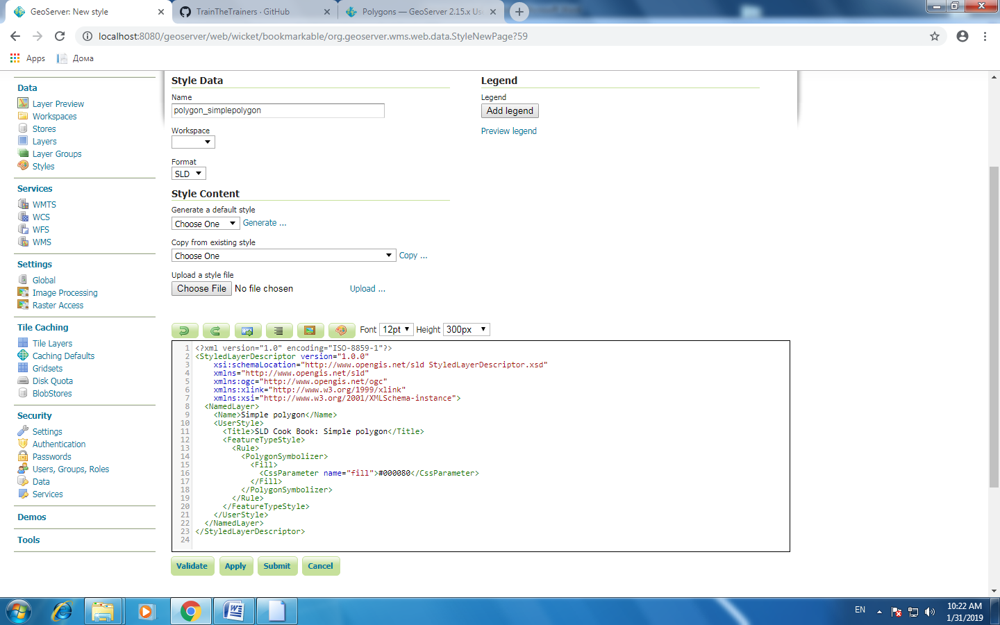 GeoServer: New style
TrainTheTrainers · GitHub
Polygons — GeoServer 2.15.x Us
localhost:8080/geoserver/web/wicket/bookmarkable/org.geoserver.wms.web.data.StyleNewPage?59
Apps
Дома
Data
Layer Preview
Workspaces
Stores
Layers
Layer Groups
Styles
Services
WMTS
WCS
WFS
WMS
Settings
Global
Image Processing
Raster Access
Tile Caching
Tile Layers
Caching Defaults
Gridsets
Disk Quota
BlobStores
Security
Settings
Authentication
Passwords
Users, Groups, Roles
Data
Services
Demos
Tools
Style Data
Name
polygon_simplepolygon
Workspace
Format
SLD
Legend
Legend
Add legend
Preview legend
Style Content
Generate a default style
Choose One Generate ...
Copy from existing style
Choose One Copy ...
Upload a style file
Choose File No file chosen Upload ...
Font 12pt Height 300px
1 <?xml version="1.0" encoding="ISO-8859-1"?>
2 <StyledLayerDescriptor version="1.0.0"
3 xsi:schemaLocation="http://www.opengis.net/sld StyledLayerDescriptor.xsd"
4 xmlns="http://www.opengis.net/sld"
5 xmlns:ogc="http://www.opengis.net/ogc"
6 xmlns:xlink="http://www.w3.org/1999/xlink"
7 xmlns:xsi="http://www.w3.org/2001/XMLSchema-instance">
8 <NamedLayer>
9 <Name>Simple polygon</Name>
10 <UserStyle>
11 <Title>SLD Cook Book: Simple polygon</Title>
12 <FeatureTypeStyle>
13 <Rule>
14 <PolygonSymbolizer>
15 <Fill>
16 <CssParameter name="fill">#000080</CssParameter>
17 </Fill>
18 </PolygonSymbolizer>
19 </Rule>
20 </FeatureTypeStyle>
21 </UserStyle>
22 </NamedLayer>
23 </StyledLayerDescriptor>
24
Validate Apply Submit Cancel
EN
10:22 AM
1/31/2019